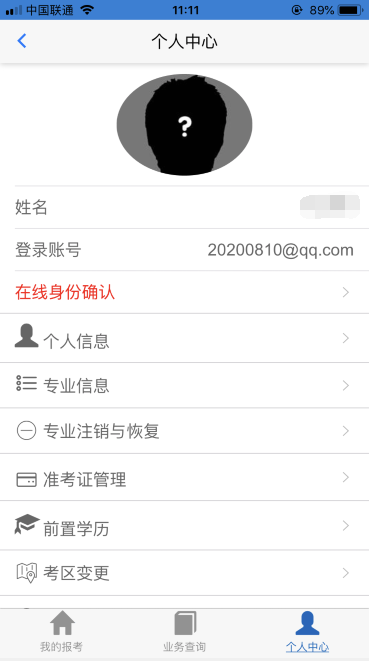 中国联通 11:11 89%
个人中心
?
姓名
登录账号 20200810@qq.com
在线身份确认
个人信息
专业信息
专业注销与恢复
准考证管理
前置学历
考区变更
我的报考 业务查询 个人中心